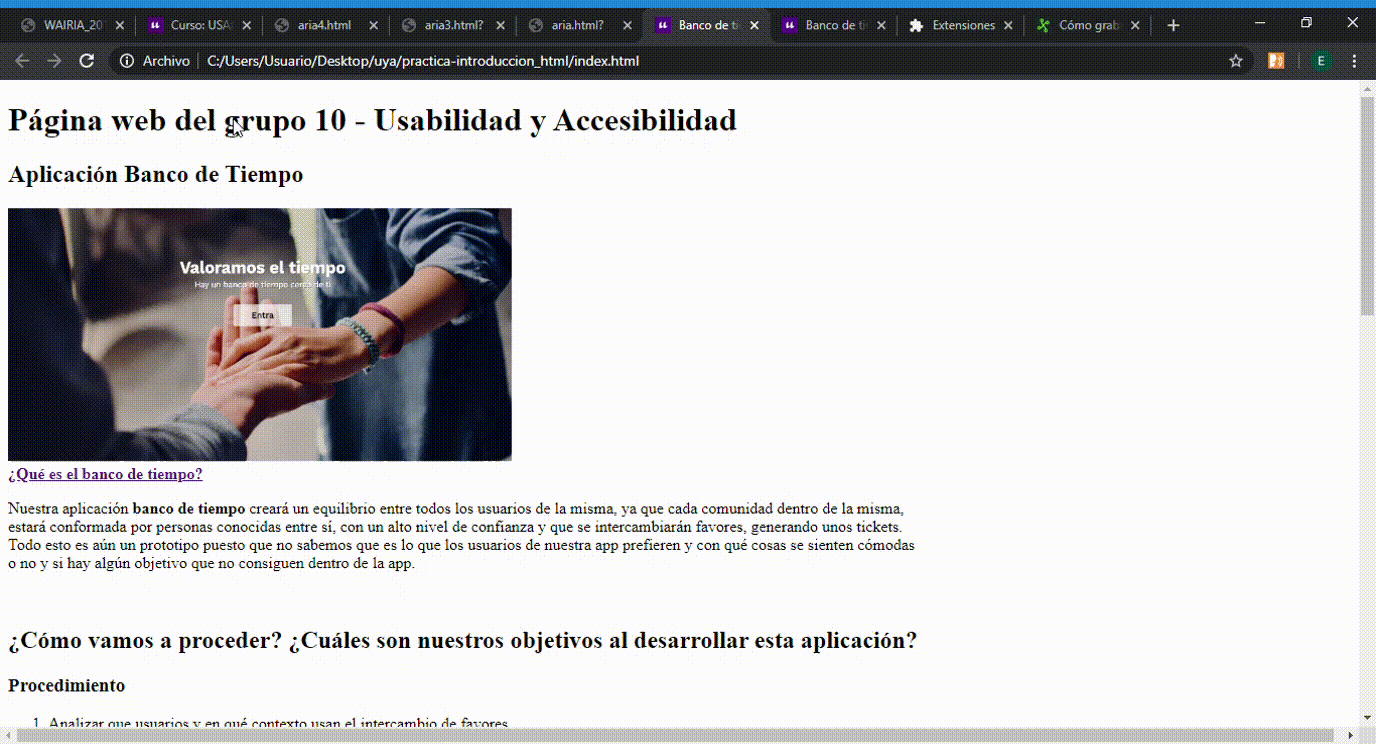 WAIRIA_20
Curso: USA
aria4.html
aria3.html?
aria.html?
Banco de ti
Banco de ti
Extensiones
Cómo grab
Archivo
C:/Users/Usuario/Desktop/uya/practica-introduccion_html/index.html
E
Página web del grupo 10 - Usabilidad y Accesibilidad
Aplicación Banco de Tiempo
Valoramos el tiempo
Hay un banco de tiempo cerca de ti
Entra
¿Qué es el banco de tiempo?
Nuestra aplicación banco de tiempo creará un equilibrio entre todos los usuarios de la misma, ya que cada comunidad dentro de la misma,
estará conformada por personas conocidas entre sí, con un alto nivel de confianza y que se intercambiarán favores, generando unos tickets.
Todo esto es aún un prototipo puesto que no sabemos que es lo que los usuarios de nuestra app prefieren y con qué cosas se sienten cómodas
o no y si hay algún objetivo que no consiguen dentro de la app.
¿Cómo vamos a proceder? ¿Cuáles son nuestros objetivos al desarrollar esta aplicación?
Procedimiento
1. Analizar que usuarios y en qué contexto usan el intercambio de favores